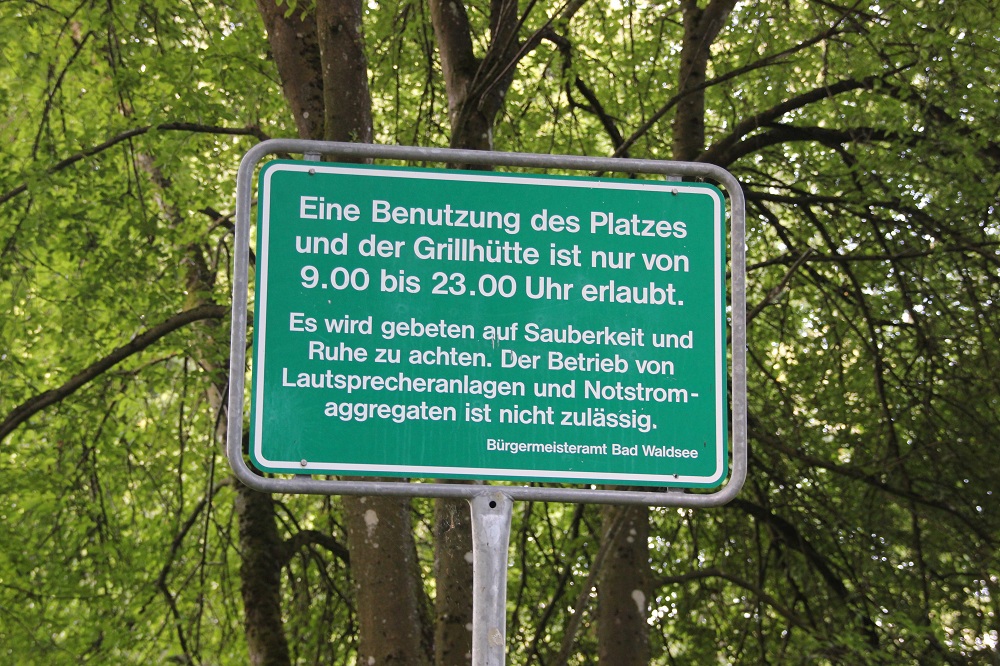 Eine Benutzung des Platzes
und der Grillhütte ist nur von
9.00 bis 23.00 Uhr erlaubt.
Es wird gebeten auf Sauberkeit und
Ruhe zu achten. Der Betrieb von
Lautsprecheranlagen und Notstrom-
aggregaten ist nicht zulässig.
Bürgermeisteramt Bad Waldsee